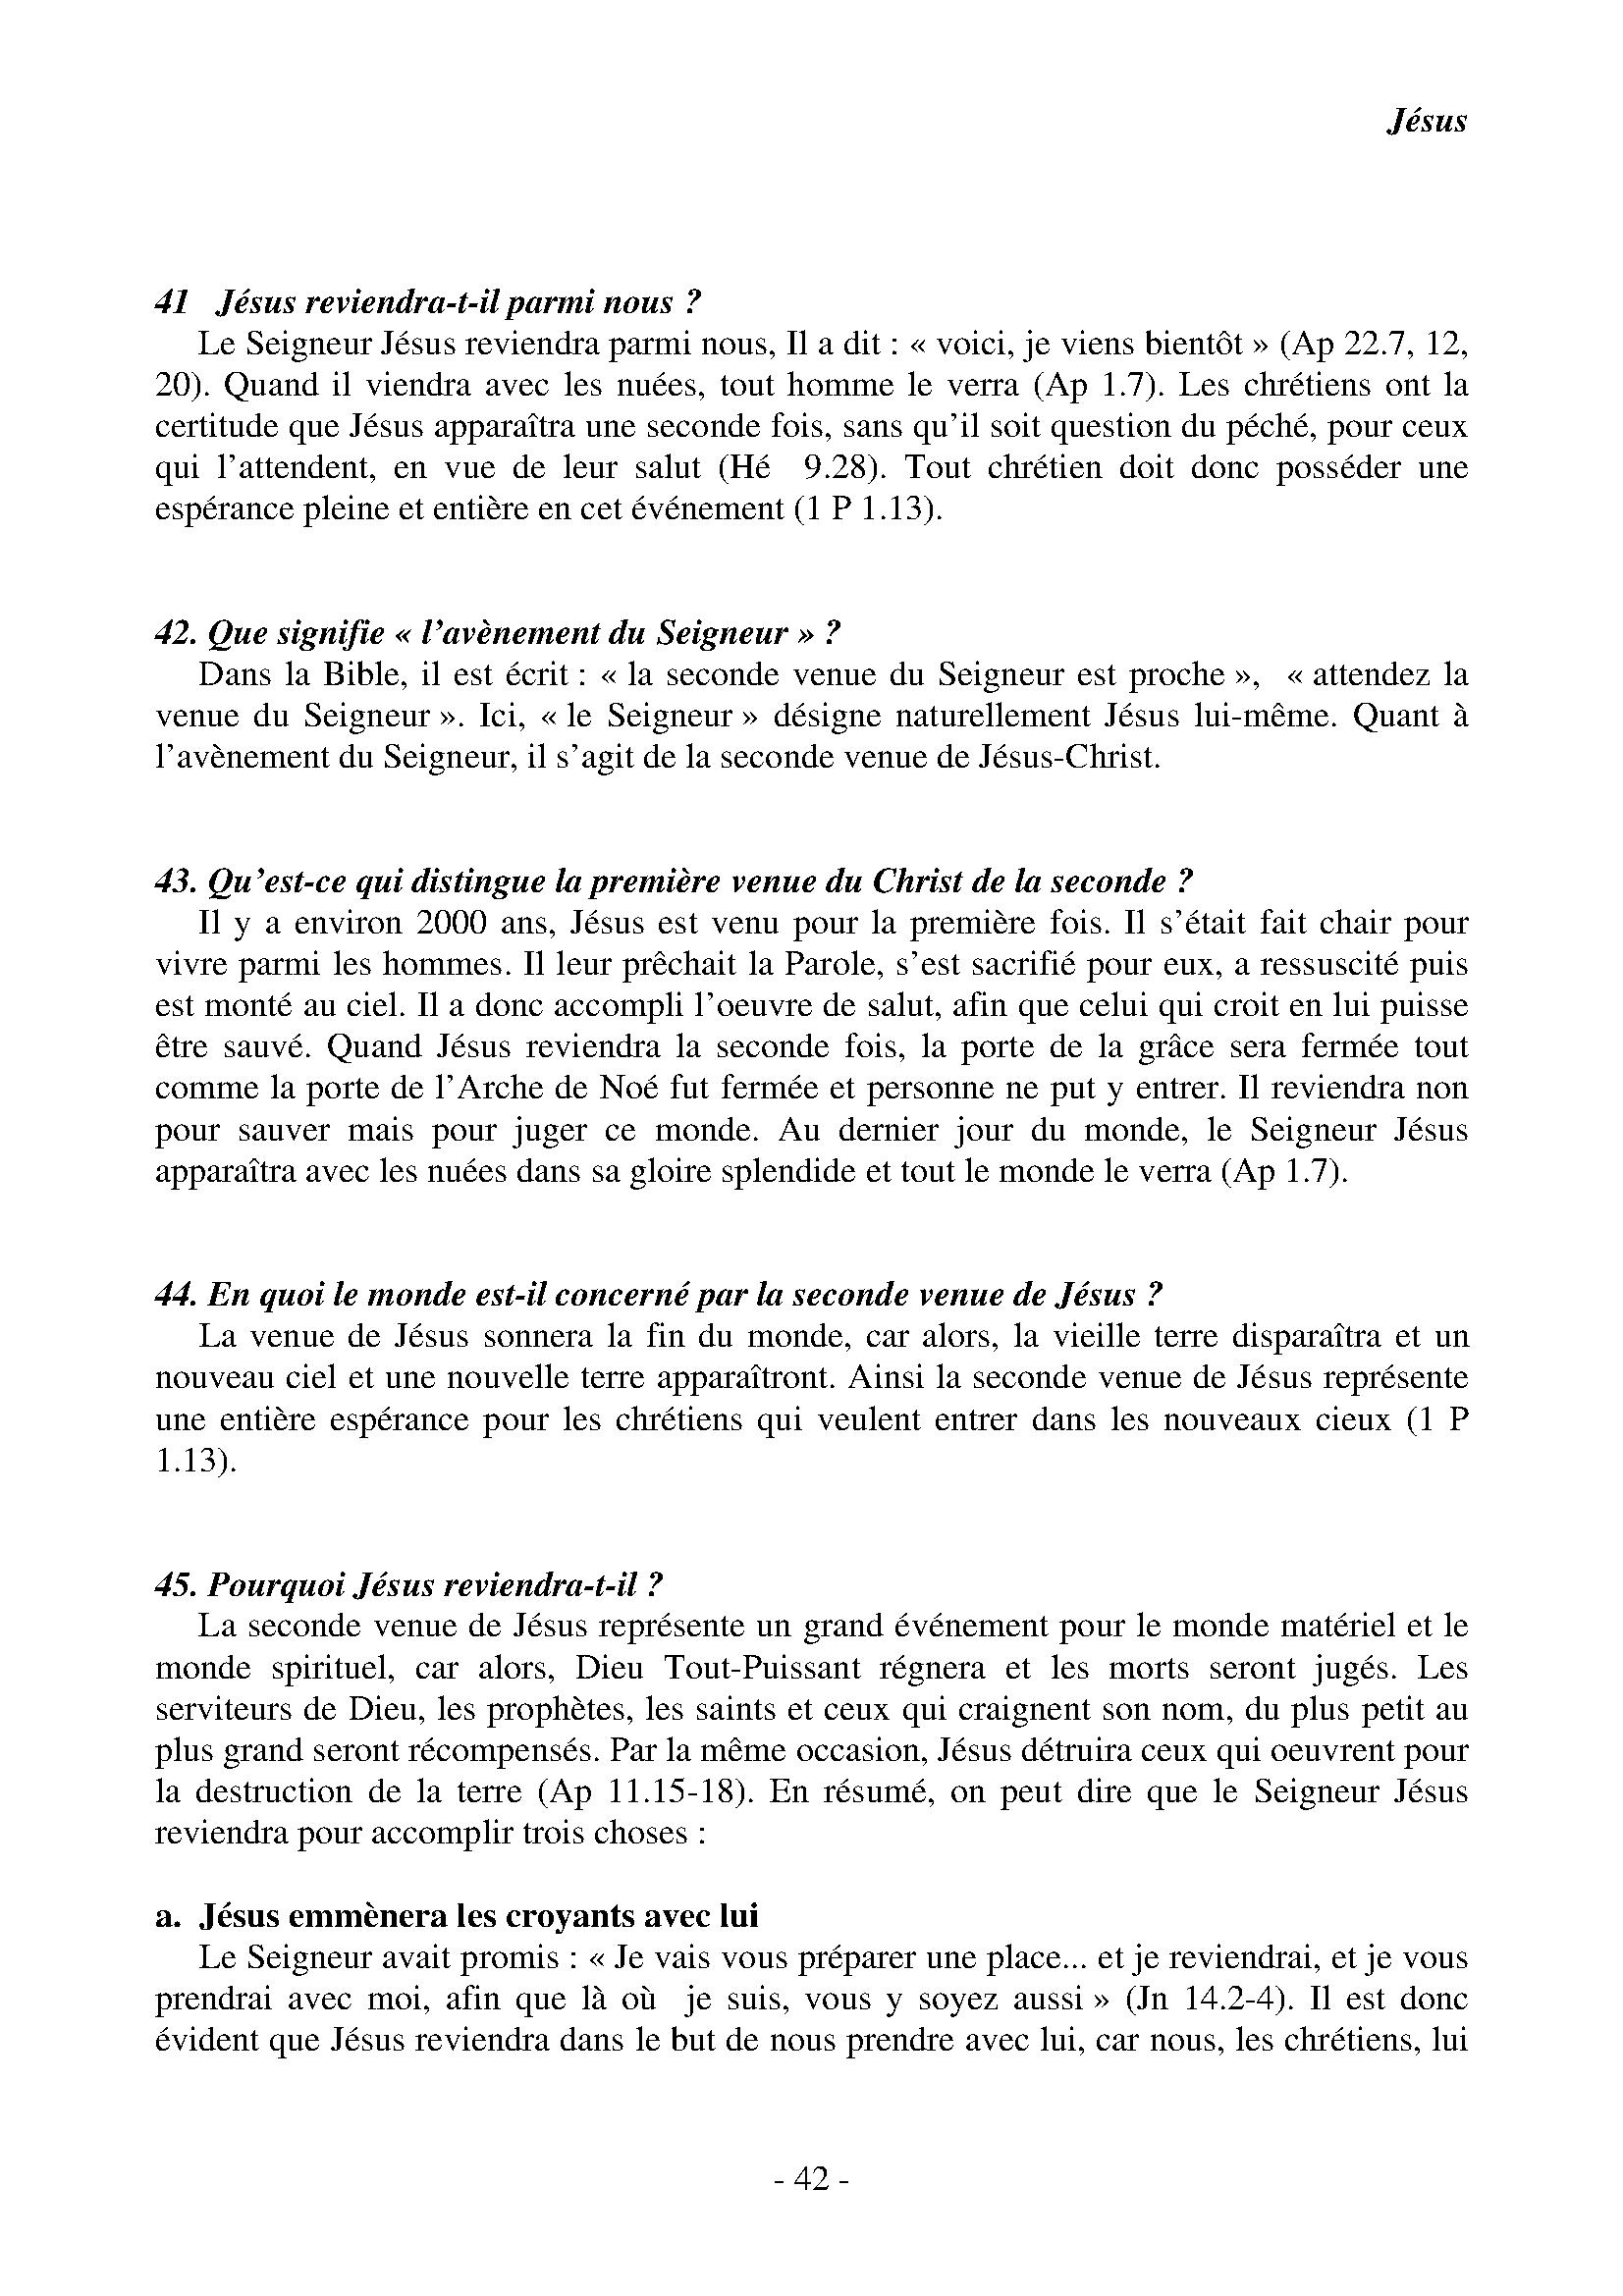 Jésus
41   Jésus reviendra-t-il parmi nous ?
Le Seigneur Jésus reviendra parmi nous, Il a dit : « voici, je viens bientôt » (Ap 22.7, 12,
20). Quand il viendra avec les nuées, tout homme le verra (Ap 1.7). Les chrétiens ont la
certitude que Jésus apparaîtra une seconde fois, sans qu’il soit question du péché, pour ceux
qui l’attendent, en vue de leur salut (Hé  9.28). Tout chrétien doit donc posséder une
espérance pleine et entière en cet événement (1 P 1.13).
42. Que signifie « l’avènement du Seigneur » ?
Dans la Bible, il est écrit : « la seconde venue du Seigneur est proche »,  « attendez la
venue du Seigneur ». Ici, « le Seigneur » désigne naturellement Jésus lui-même. Quant à
l’avènement du Seigneur, il s’agit de la seconde venue de Jésus-Christ.
43. Qu’est-ce qui distingue la première venue du Christ de la seconde ?
Il y a environ 2000 ans, Jésus est venu pour la première fois. Il s’était fait chair pour
vivre parmi les hommes. Il leur prêchait la Parole, s’est sacrifié pour eux, a ressuscité puis
est monté au ciel. Il a donc accompli l’oeuvre de salut, afin que celui qui croit en lui puisse
être sauvé. Quand Jésus reviendra la seconde fois, la porte de la grâce sera fermée tout
comme la porte de l’Arche de Noé fut fermée et personne ne put y entrer. Il reviendra non
pour sauver mais pour juger ce monde. Au dernier jour du monde, le Seigneur Jésus
apparaîtra avec les nuées dans sa gloire splendide et tout le monde le verra (Ap 1.7).
44. En quoi le monde est-il concerné par la seconde venue de Jésus ?
La venue de Jésus sonnera la fin du monde, car alors, la vieille terre disparaîtra et un
nouveau ciel et une nouvelle terre apparaîtront. Ainsi la seconde venue de Jésus représente
une entière espérance pour les chrétiens qui veulent entrer dans les nouveaux cieux (1 P
1.13).
45. Pourquoi Jésus reviendra-t-il ?
La seconde venue de Jésus représente un grand événement pour le monde matériel et le
monde spirituel, car alors, Dieu Tout-Puissant régnera et les morts seront jugés. Les
serviteurs de Dieu, les prophètes, les saints et ceux qui craignent son nom, du plus petit au
plus grand seront récompensés. Par la même occasion, Jésus détruira ceux qui oeuvrent pour
la destruction de la terre (Ap 11.15-18). En résumé, on peut dire que le Seigneur Jésus
reviendra pour accomplir trois choses :
a.  Jésus emmènera les croyants avec lui
Le Seigneur avait promis : « Je vais vous préparer une place... et je reviendrai, et je vous
prendrai avec moi, afin que là où  je suis, vous y soyez aussi » (Jn 14.2-4). Il est donc
évident que Jésus reviendra dans le but de nous prendre avec lui, car nous, les chrétiens, lui
- 42 -